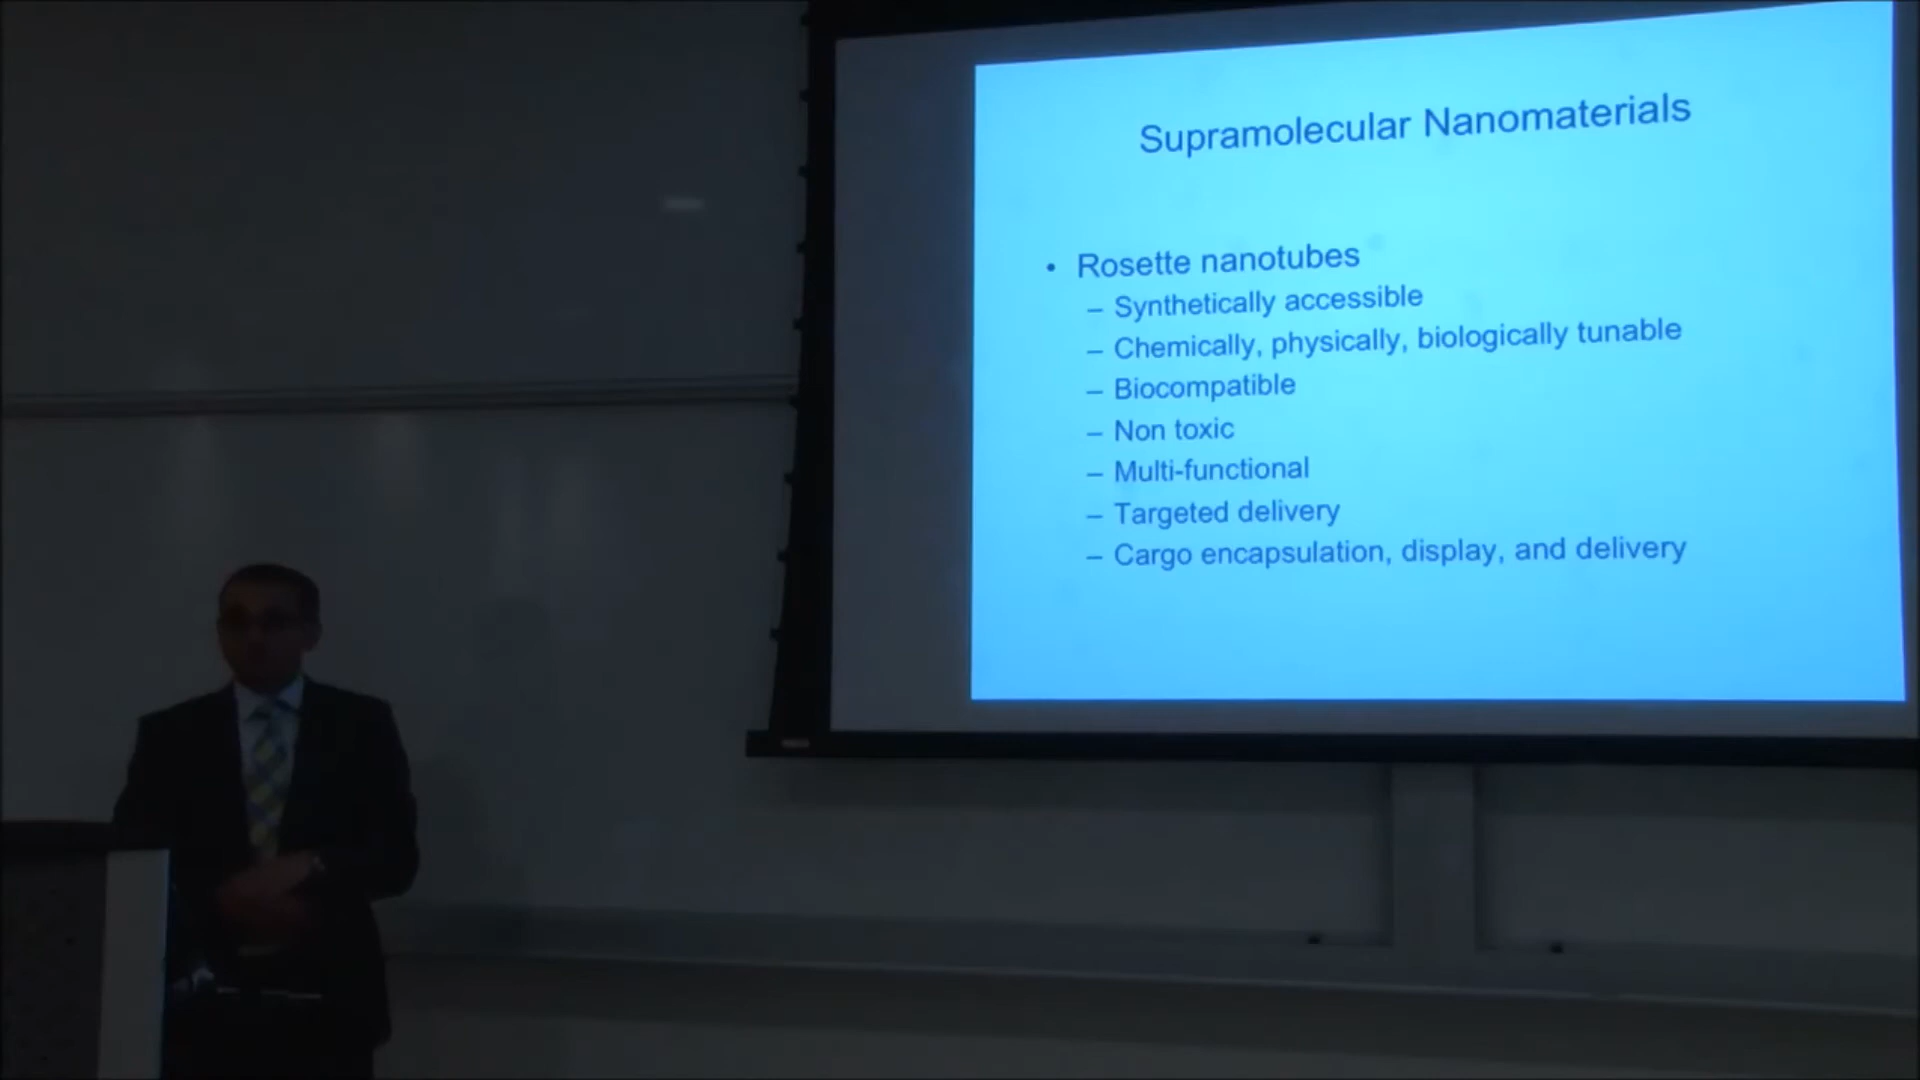 Supramolecular Nanomaterials
• Rosette nanotubes
– Synthetically accessible
– Chemically, physically, biologically tunable
– Biocompatible
– Non toxic
– Multi-functional
– Targeted delivery
– Cargo encapsulation, display, and delivery